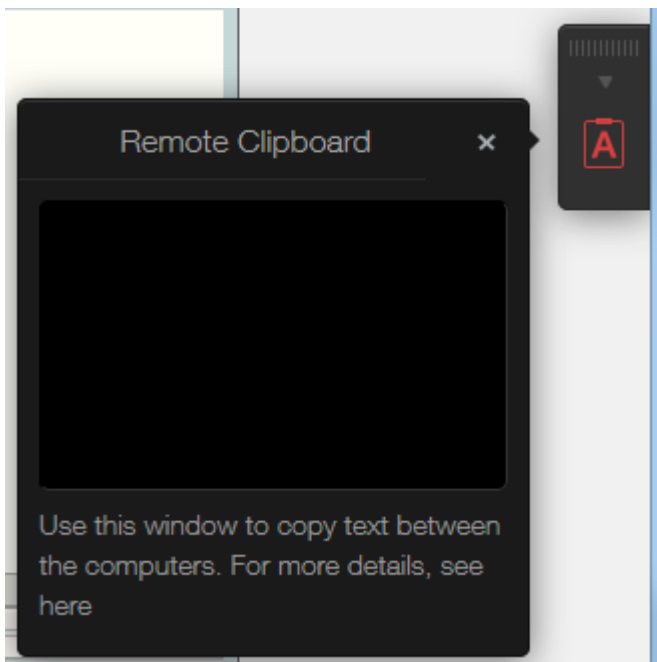 Remote Clipboard
A
Use this window to copy text between
the computers. For more details, see
here